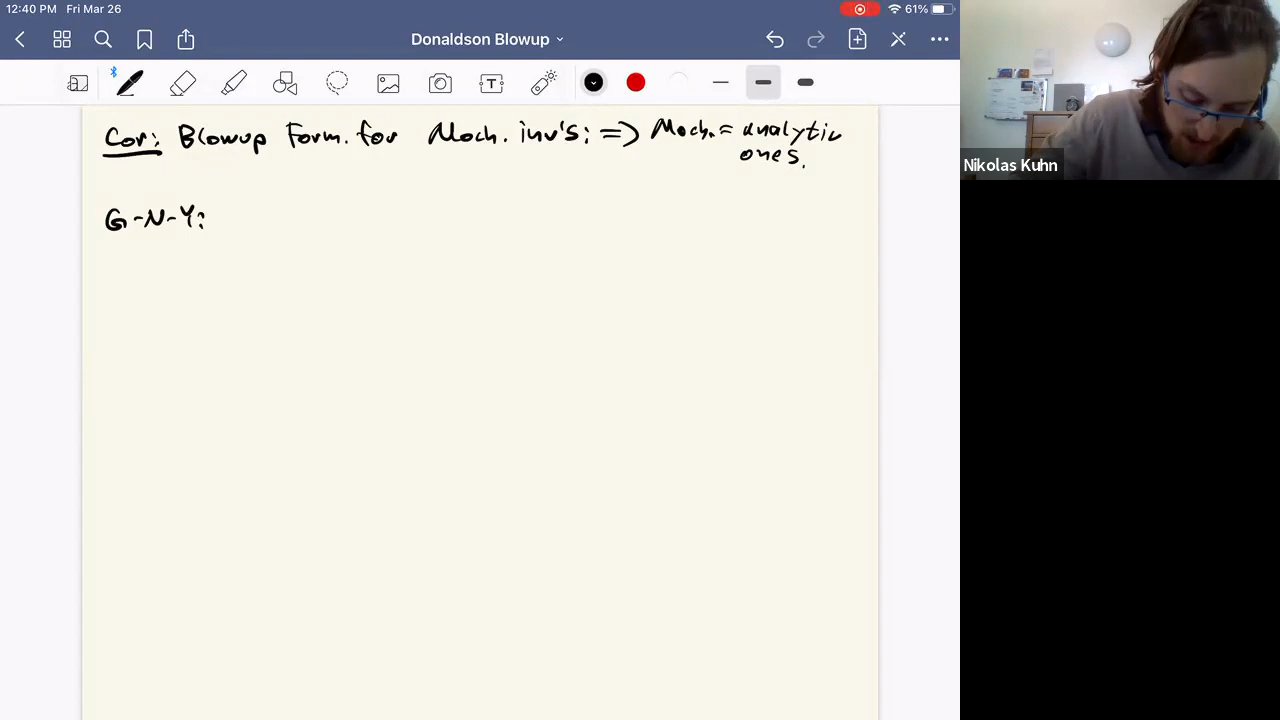 12:40 PM Fri Mar 26
61%
Donaldson Blowup
T
Cor: Blowup Form. for Moch. inv's: => Moch. = analytic
ones.
G-N-Y:
Nikolas Kuhn